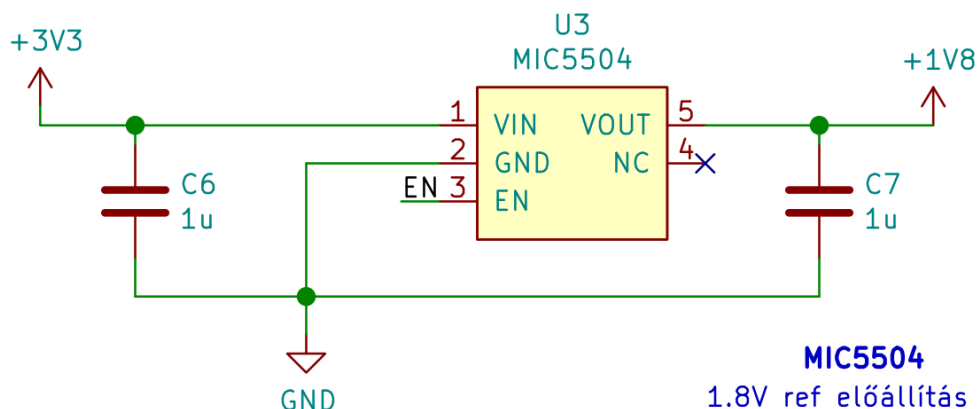 +3V3
U3
MIC5504
+1V8
1 VIN VOUT 5
2 GND NC 4
EN 3 EN
C6
1u
C7
1u
GND
MIC5504
1.8V ref előállítás